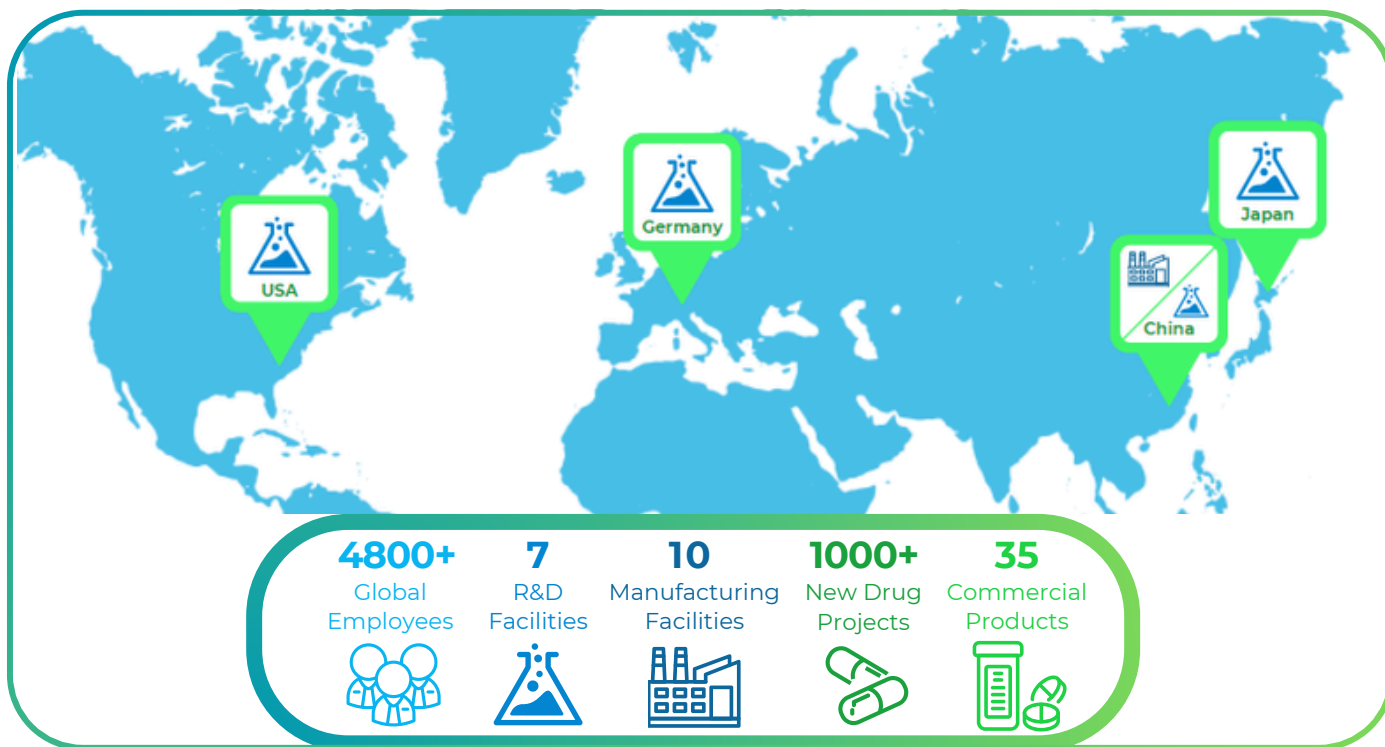 Japan
Germany
USA
China
4800+
Global
Employees
7
R&D
Facilities
10
Manufacturing
Facilities
1000+
New Drug
Projects
35
Commercial
Products